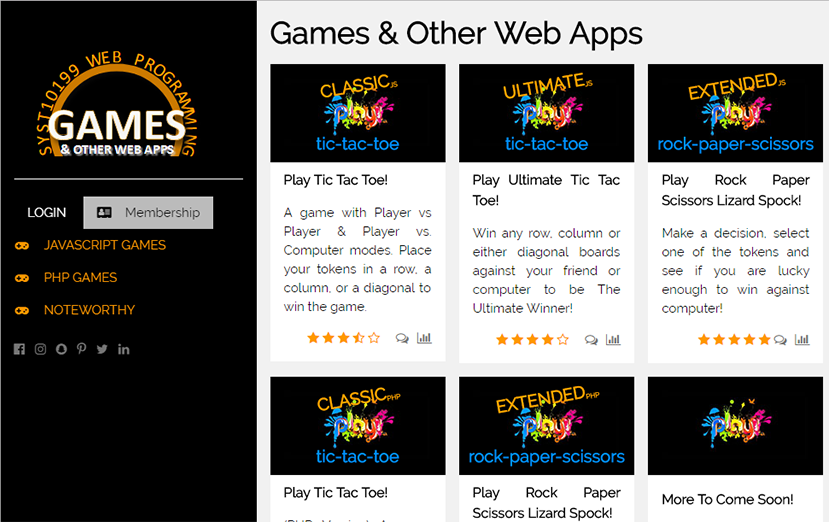 SYST10199 WEB PROGRAMMING
GAMES
& OTHER WEB APPS
LOGIN
Membership
JAVASCRIPT GAMES
PHP GAMES
NOTEWORTHY
Games & Other Web Apps
CLASSIC JS
Play!
tic-tac-toe
Play Tic Tac Toe!
A game with Player vs
Player & Player vs.
Computer modes. Place
your tokens in a row, a
column, or a diagonal to
win the game.
ULTIMATE JS
Play!
tic-tac-toe
Play Ultimate Tic Tac
Toe!
Win any row, column or
either diagonal boards
against your friend or
computer to be The
Ultimate Winner!
EXTENDED JS
Play!
rock-paper-scissors
Play Rock Paper
Scissors Lizard Spock!
Make a decision, select
one of the tokens and
see if you are lucky
enough to win against
computer!
CLASSIC PHP
Play!
tic-tac-toe
Play Tic Tac Toe!
EXTENDED PHP
Play!
rock-paper-scissors
Play Rock Paper
Scissors Lizard Spock!
Play!
More To Come Soon!